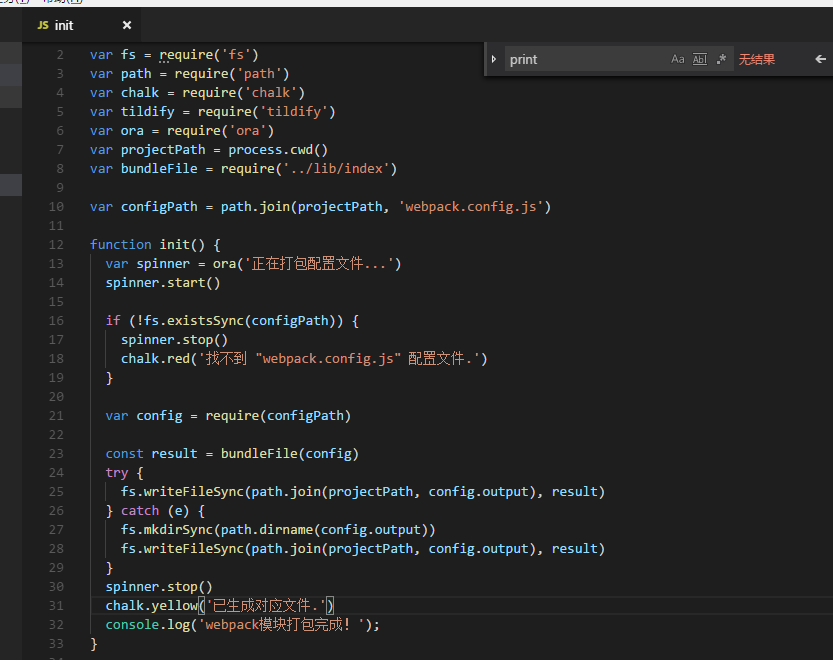 JS init ×
print Aa Abl .* 无结果
2 var fs = require('fs')
3 var path = require('path')
4 var chalk = require('chalk')
5 var tildify = require('tildify')
6 var ora = require('ora')
7 var projectPath = process.cwd()
8 var bundleFile = require('../lib/index')
9
10 var configPath = path.join(projectPath, 'webpack.config.js')
11
12 function init() {
13 var spinner = ora('正在打包配置文件...')
14 spinner.start()
15
16 if (!fs.existsSync(configPath)) {
17 spinner.stop()
18 chalk.red('找不到 "webpack.config.js" 配置文件.')
19 }
20
21 var config = require(configPath)
22
23 const result = bundleFile(config)
24 try {
25 fs.writeFileSync(path.join(projectPath, config.output), result)
26 } catch (e) {
27 fs.mkdirSync(path.dirname(config.output))
28 fs.writeFileSync(path.join(projectPath, config.output), result)
29 }
30 spinner.stop()
31 chalk.yellow('已生成对应文件.')
32 console.log('webpack模块打包完成! ');
33 }